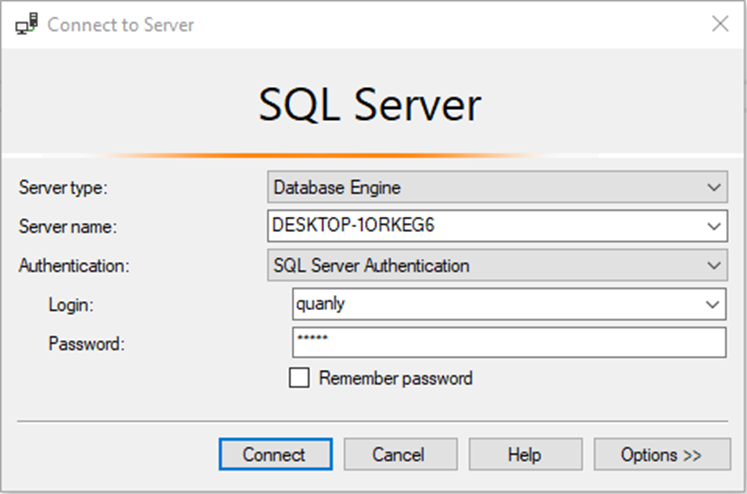 Connect to Server
SQL Server
Server type: Database Engine
Server name: DESKTOP-1ORKEG6
Authentication: SQL Server Authentication
Login: quanly
Password: *****
Remember password
Connect Cancel Help Options >>